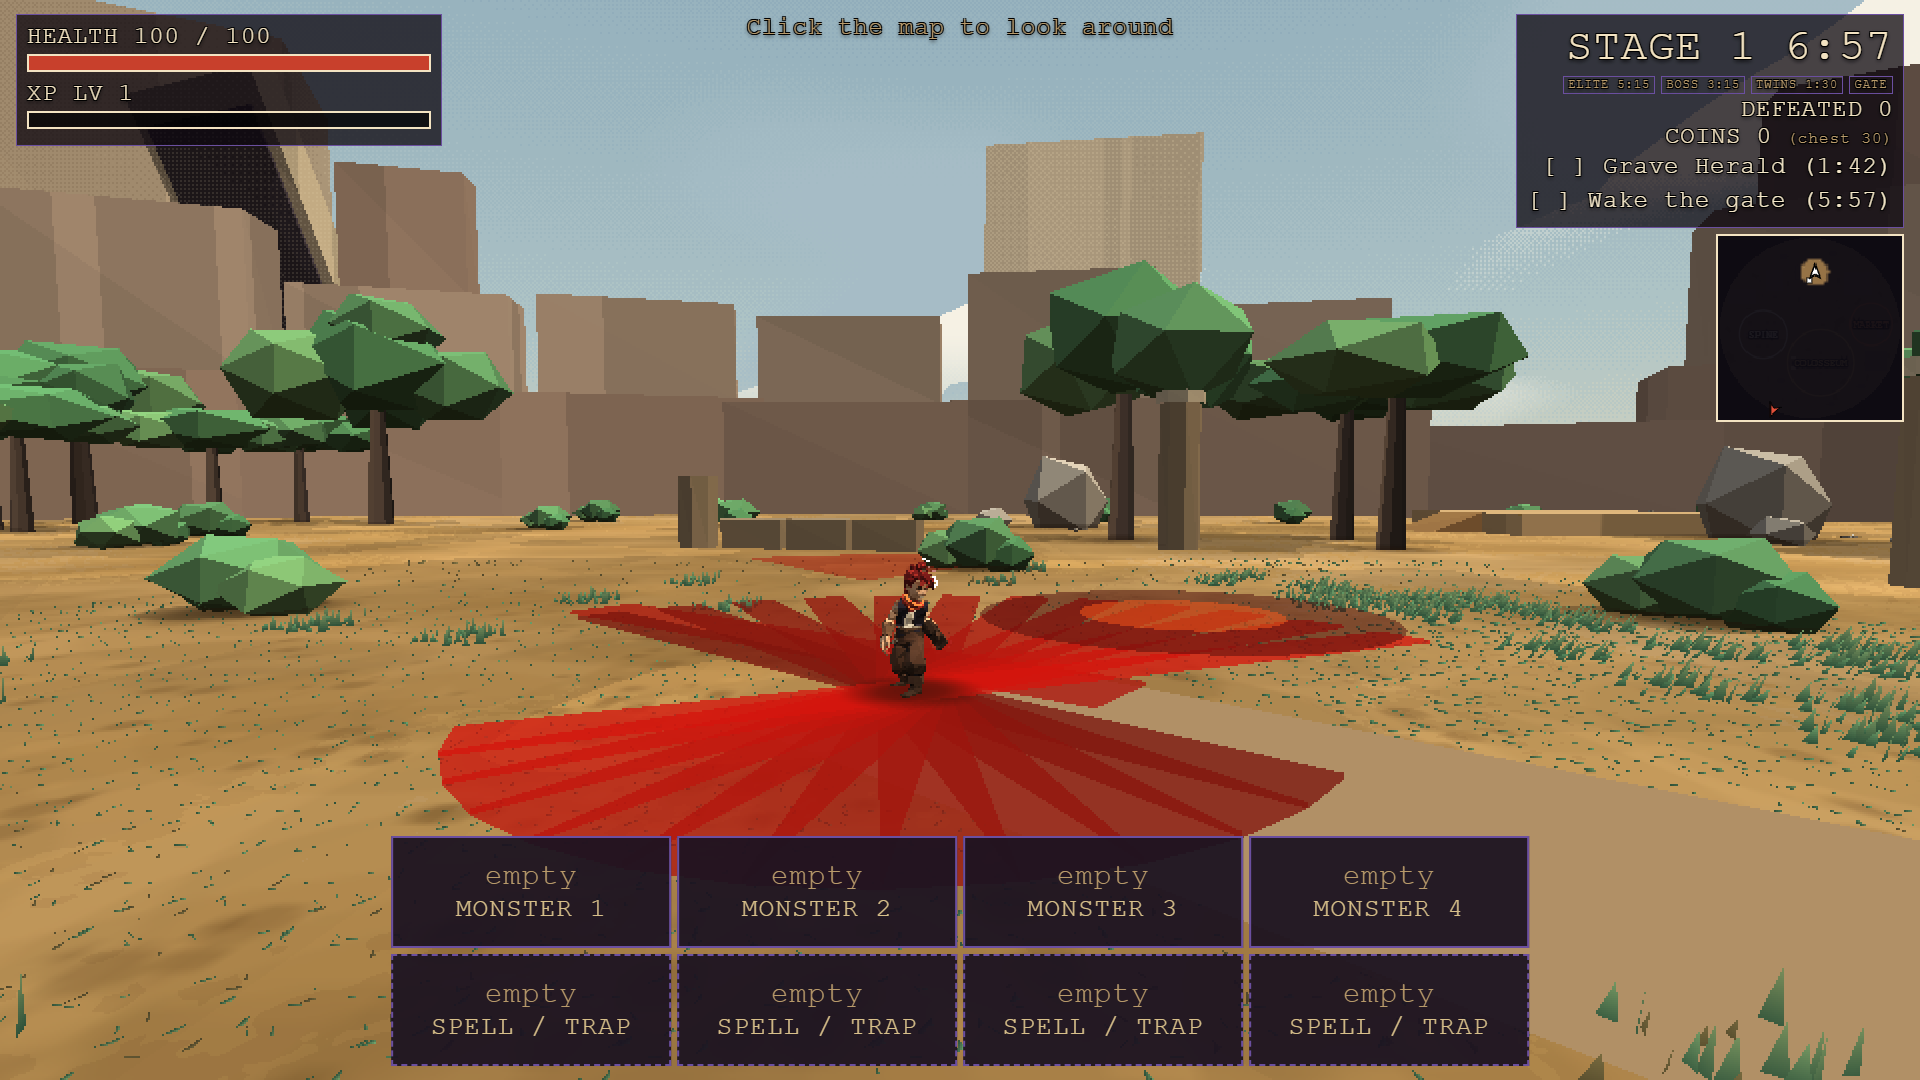 HEALTH 100 / 100
XP LV 1
Click the map to look around
STAGE 1 6:57
ELITE 5:15 BOSS 3:15 TWINS 1:30 GATE
DEFEATED 0
COINS 0 (chest 30)
[ ] Grave Herald (1:42)
[ ] Wake the gate (5:57)
empty empty empty empty
MONSTER 1 MONSTER 2 MONSTER 3 MONSTER 4
empty empty empty empty
SPELL / TRAP SPELL / TRAP SPELL / TRAP SPELL / TRAP